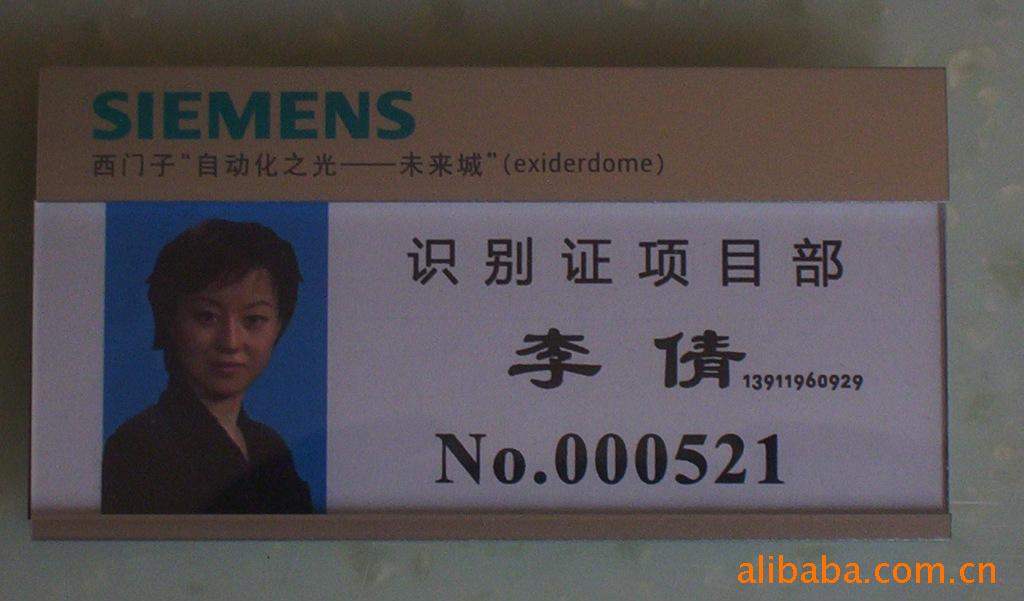 SIEMENS
西门子“自动化之光——未来城”(exiderdome)
识别证项目部
李倩 13911960929
No.000521
alibaba.com.cn